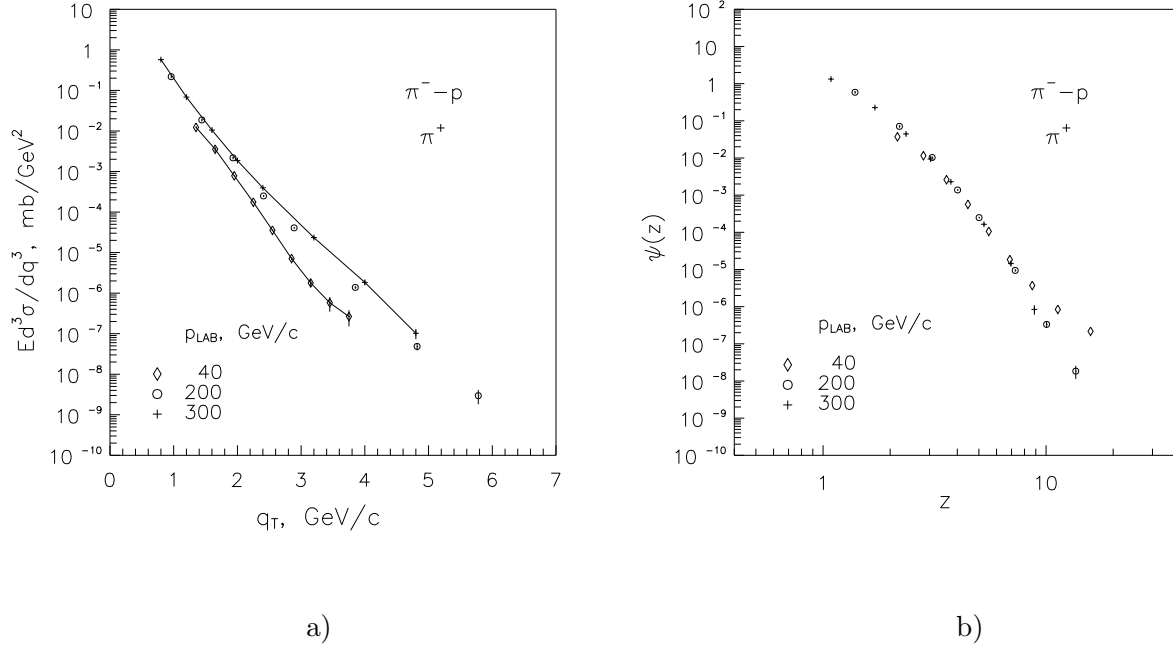 Ed³σ/dq³, mb/GeV²
10
1
10 ⁻¹
10 ⁻²
10 ⁻³
10 ⁻⁴
10 ⁻⁵
10 ⁻⁶
10 ⁻⁷
10 ⁻⁸
10 ⁻⁹
10 ⁻¹⁰
π⁻−p
π⁺
p_LAB, GeV/c
◇ 40
⊙ 200
+ 300
0 1 2 3 4 5 6 7
q_T, GeV/c
a)
ψ(z)
10 ²
10
1
10 ⁻¹
10 ⁻²
10 ⁻³
10 ⁻⁴
10 ⁻⁵
10 ⁻⁶
10 ⁻⁷
10 ⁻⁸
10 ⁻⁹
10 ⁻¹⁰
π⁻−p
π⁺
p_LAB, GeV/c
◇ 40
⊙ 200
+ 300
1 10
z
b)